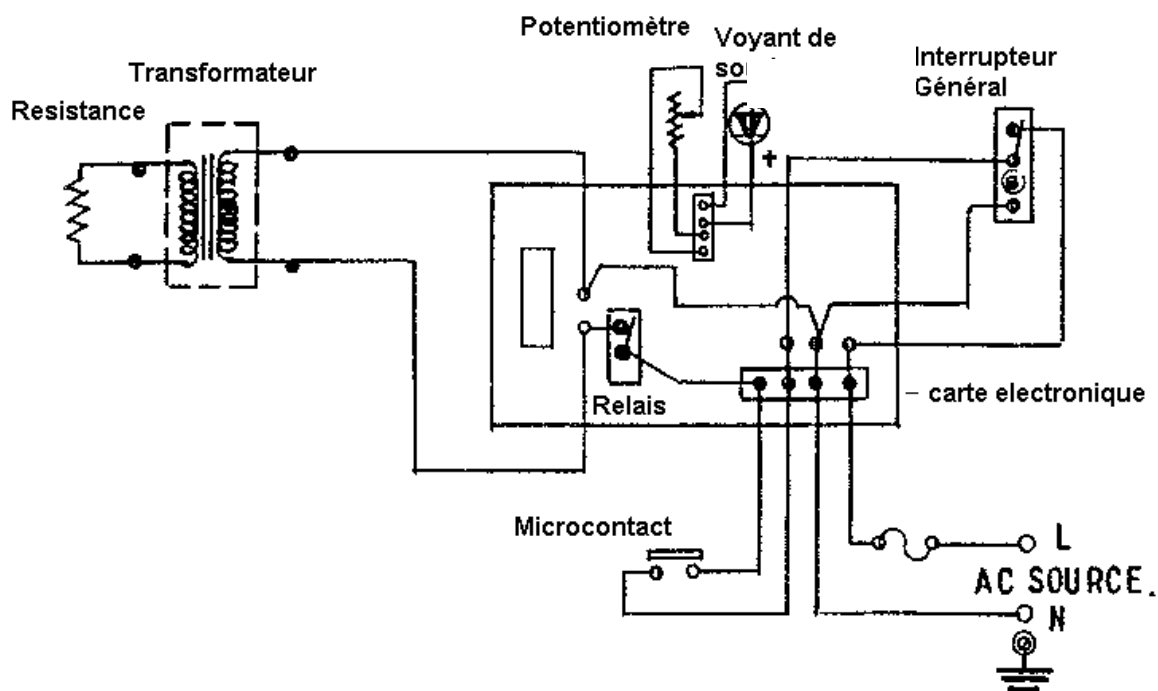 Potentiomètre
Voyant de
Interrupteur
Général
Transformateur
Resistance
+
Relais
– carte electronique
Microcontact
L
AC SOURCE.
N